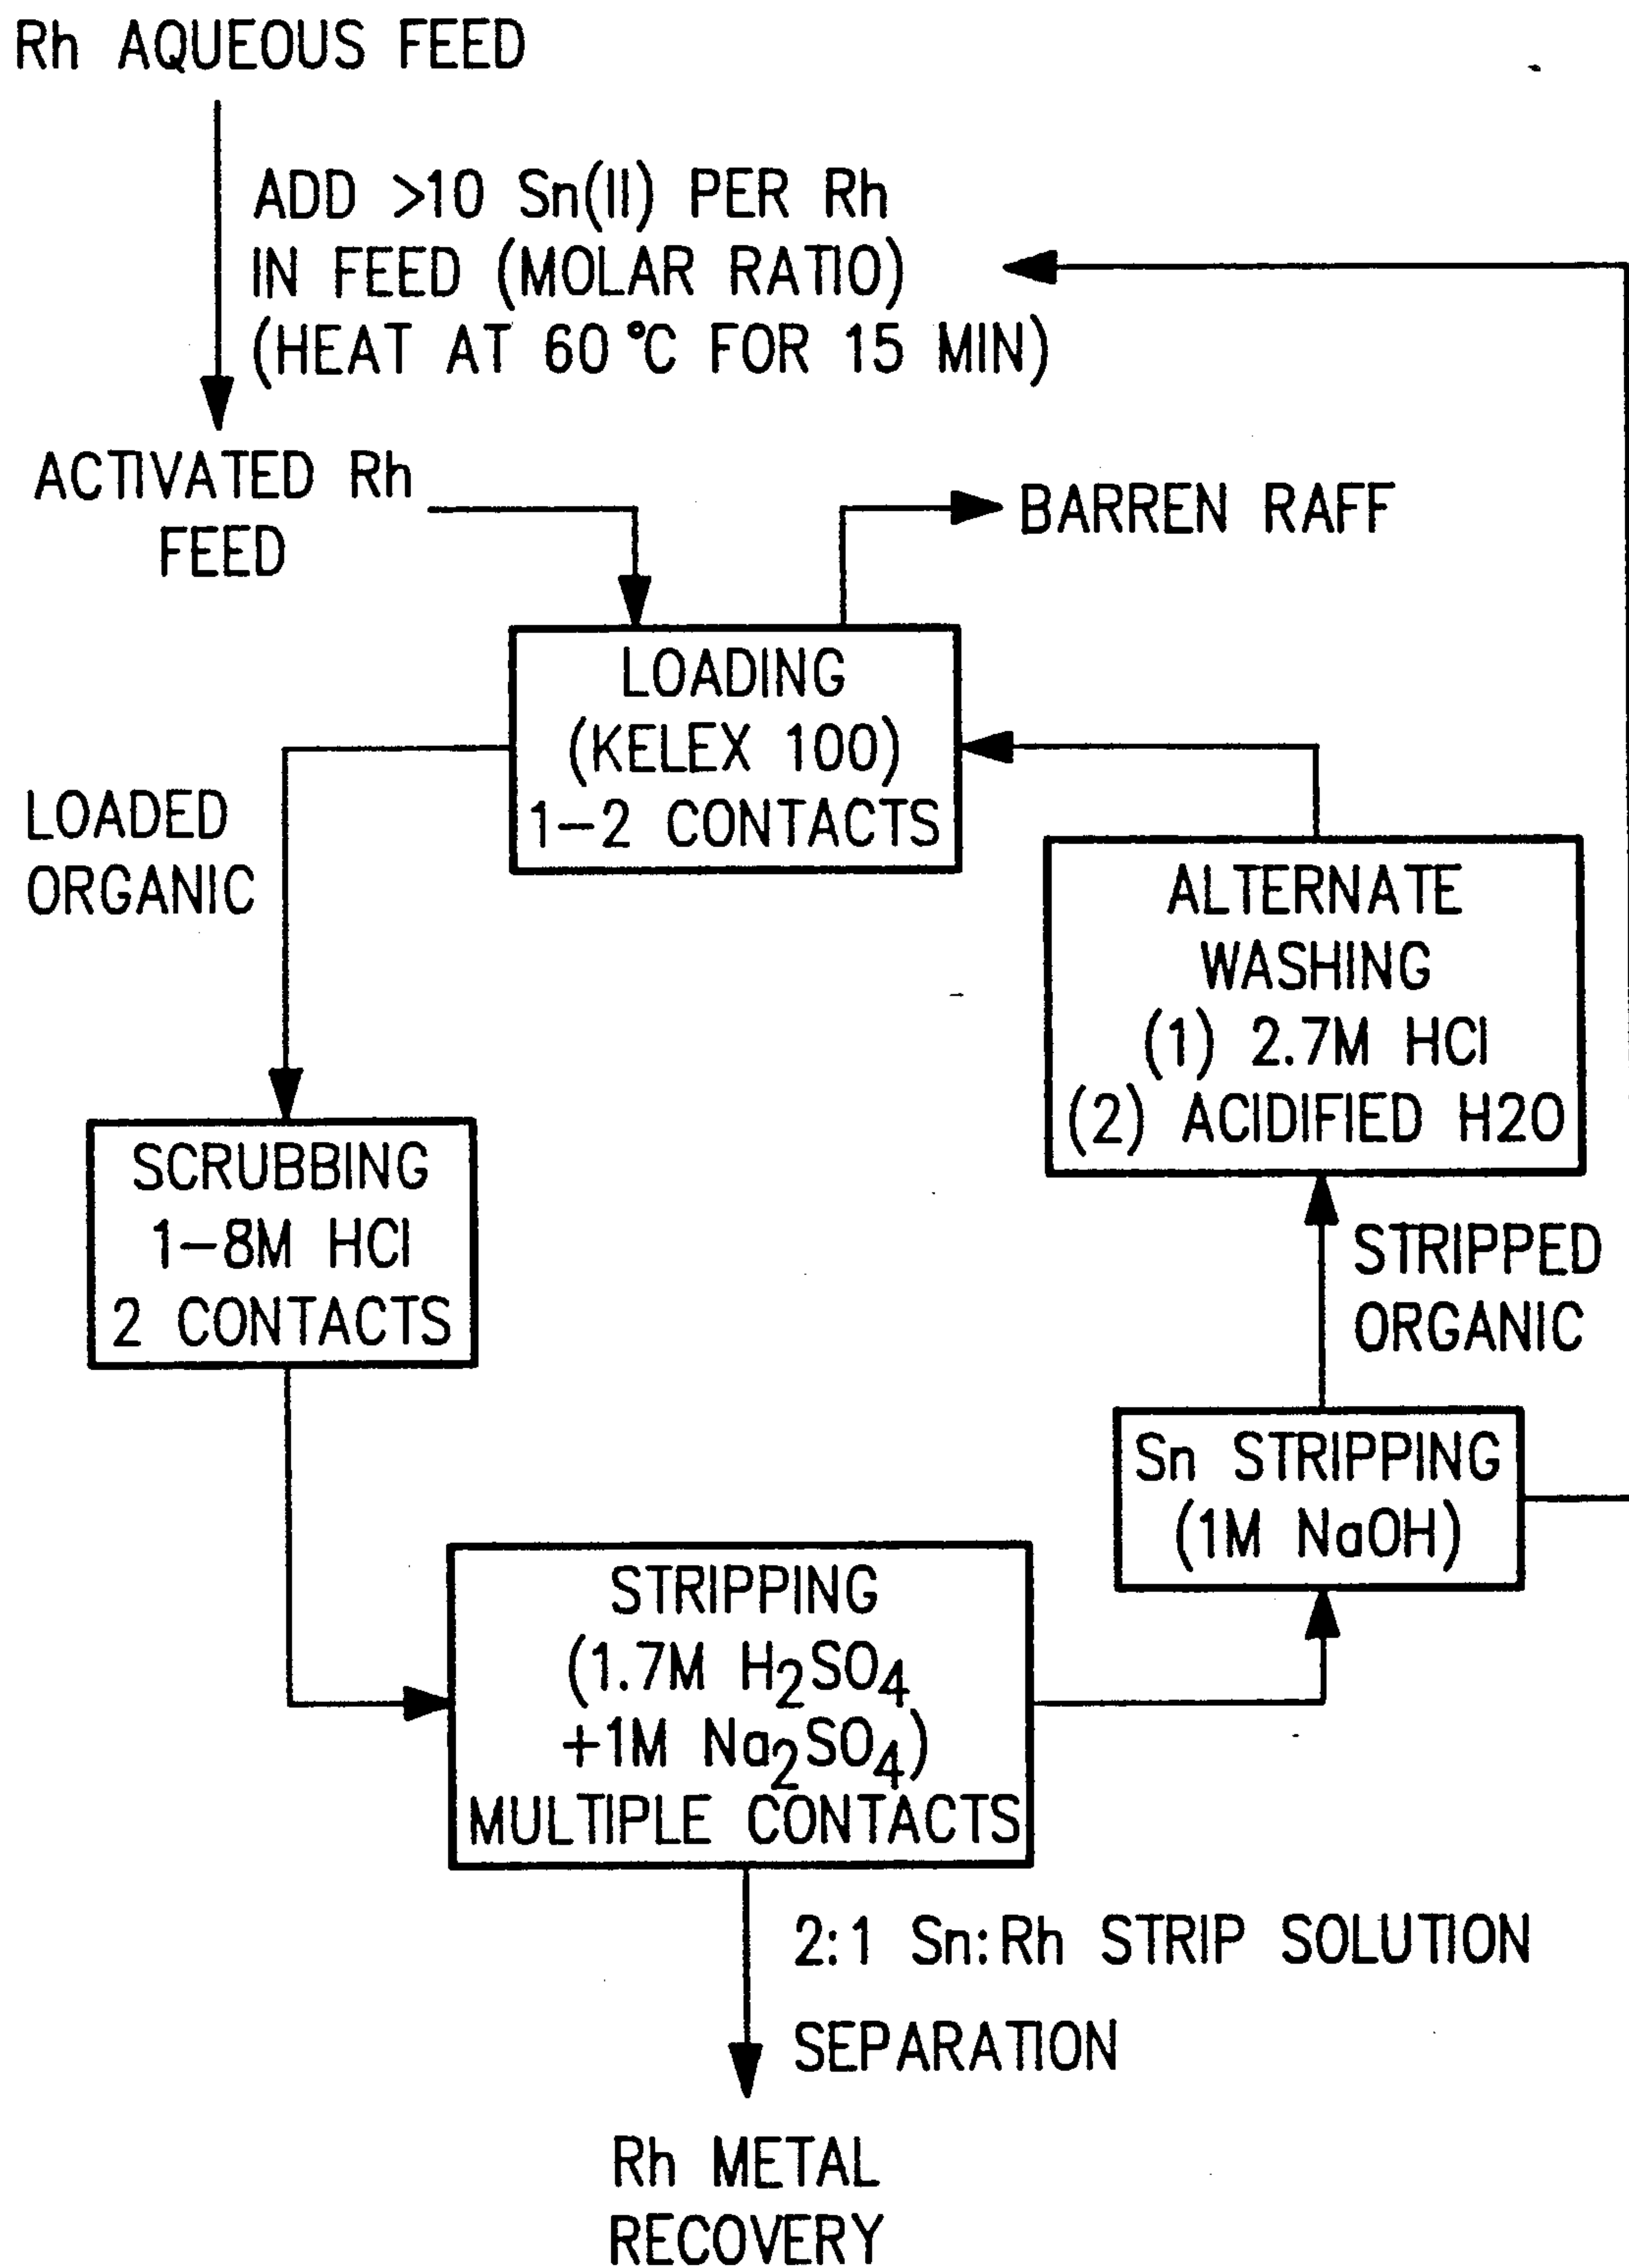 Rh AQUEOUS FEED
ADD >10 Sn(II) PER Rh
IN FEED (MOLAR RATIO)
(HEAT AT 60 °C FOR 15 MIN)
ACTIVATED Rh
FEED
BARREN RAFF
LOADING
(KELEX 100)
1-2 CONTACTS
LOADED
ORGANIC
ALTERNATE
WASHING
(1) 2.7M HCl
(2) ACIDIFIED H2O
SCRUBBING
1-8M HCl
2 CONTACTS
STRIPPED
ORGANIC
Sn STRIPPING
(1M NaOH)
STRIPPING
(1.7M H₂SO₄
+1M Na₂SO₄)
MULTIPLE CONTACTS
2:1 Sn:Rh STRIP SOLUTION
SEPARATION
Rh METAL
RECOVERY